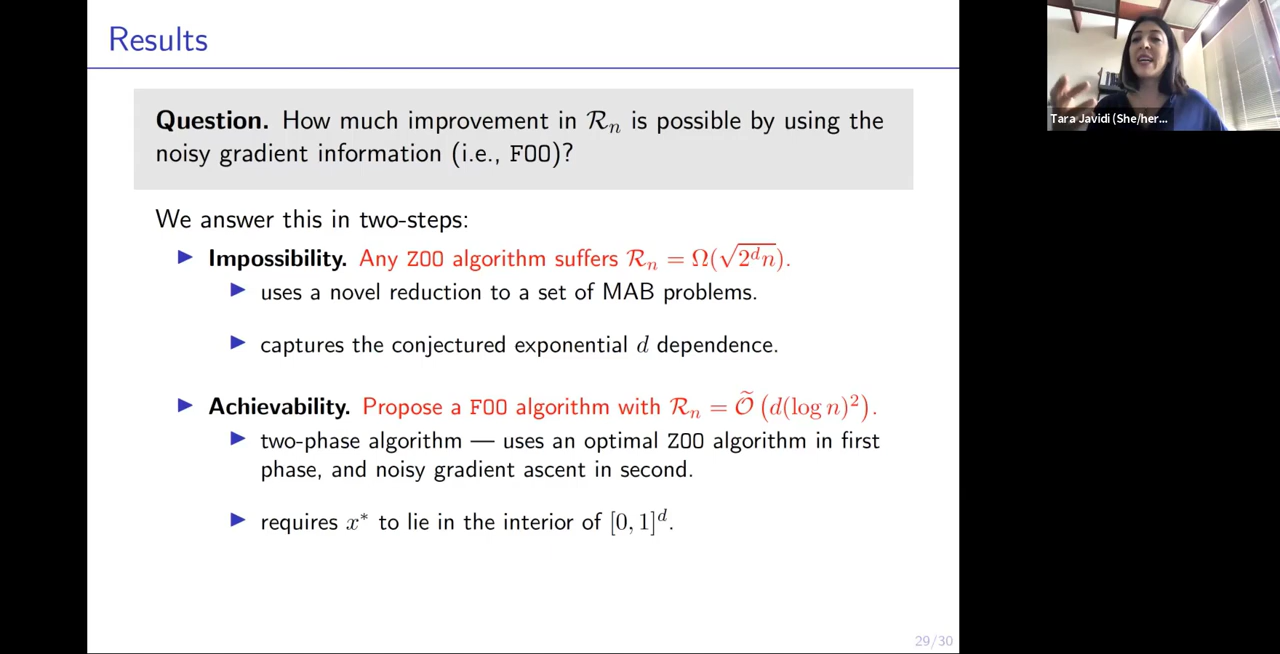 Results
Question. How much improvement in ℛₙ is possible by using the
noisy gradient information (i.e., FOO)?
We answer this in two-steps:
▶ Impossibility. Any ZOO algorithm suffers ℛₙ = Ω(√(2ᵈn)).
▶ uses a novel reduction to a set of MAB problems.
▶ captures the conjectured exponential d dependence.
▶ Achievability. Propose a FOO algorithm with ℛₙ = Õ (d(log n)²).
▶ two-phase algorithm — uses an optimal ZOO algorithm in first
phase, and noisy gradient ascent in second.
▶ requires x* to lie in the interior of [0, 1]ᵈ.
29/30
Tara Javidi (She/her...